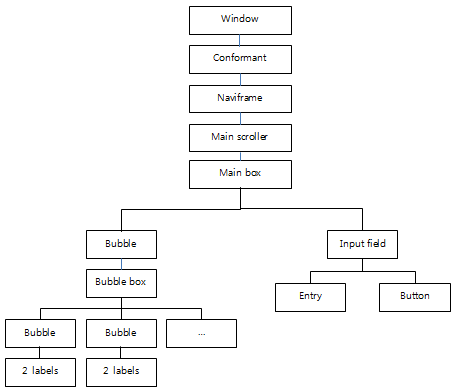 Window
Conformant
Naviframe
Main scroller
Main box
Bubble
Input field
Bubble box
Entry
Button
Bubble
Bubble
...
2 labels
2 labels